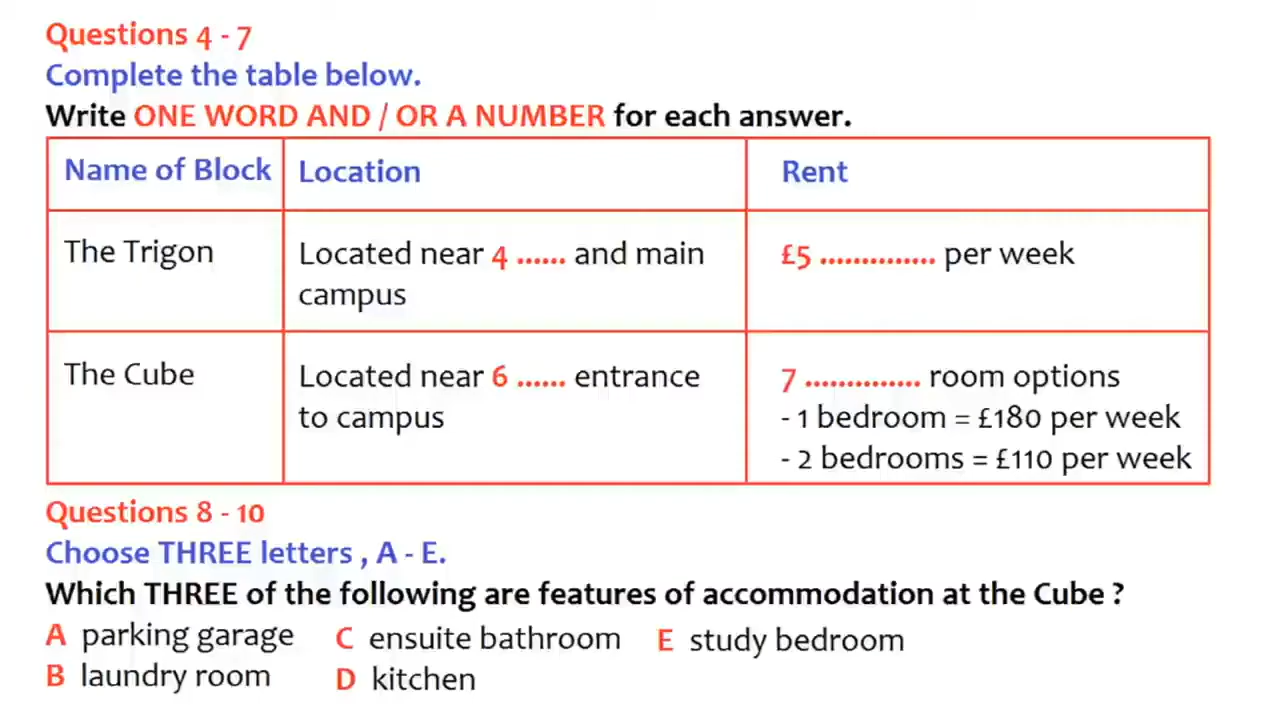 Questions 4 - 7
Complete the table below.
Write ONE WORD AND / OR A NUMBER for each answer.
Name of Block Location Rent
The Trigon Located near 4 ...... and main £5 .............. per week
campus
The Cube Located near 6 ...... entrance 7 .............. room options
to campus - 1 bedroom = £180 per week
- 2 bedrooms = £110 per week
Questions 8 - 10
Choose THREE letters , A - E.
Which THREE of the following are features of accommodation at the Cube ?
A parking garage C ensuite bathroom E study bedroom
B laundry room D kitchen